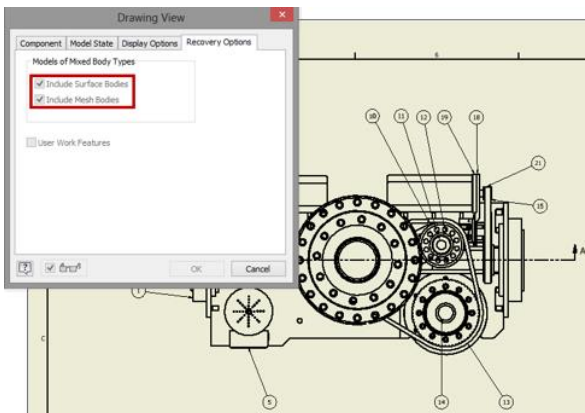 Drawing View
Component Model State Display Options Recovery Options
Models of Mixed Body Types
Include Surface Bodies
Include Mesh Bodies
User Work Features
OK Cancel
6
10 11 12 19 18
21
15
A
1
C
5
14
13